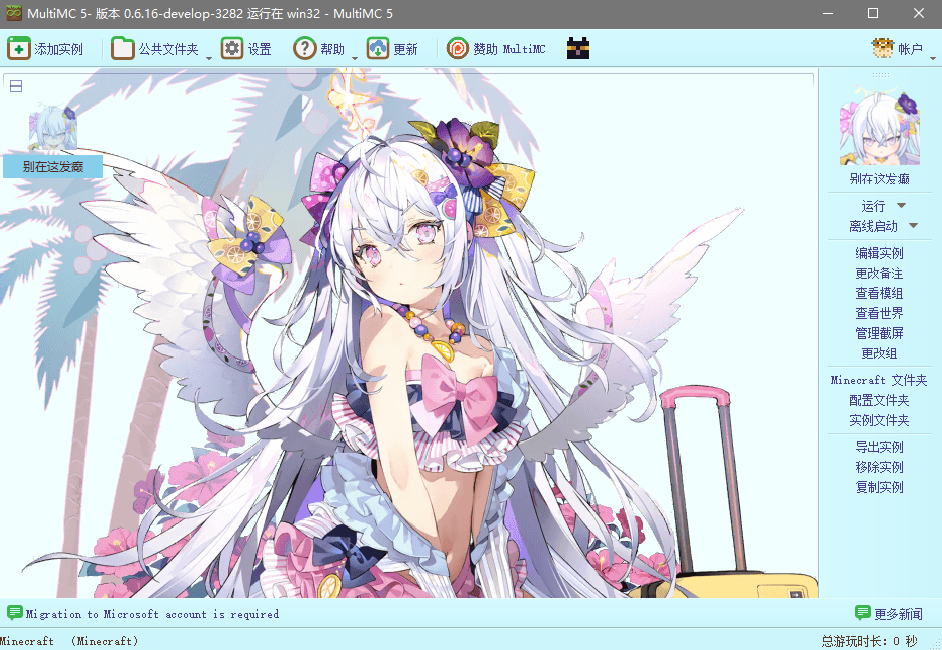 MultiMC 5- 版本 0.6.16-develop-3282 运行在 win32 - MultiMC 5
添加实例 公共文件夹 设置 帮助 更新 赞助 MultiMC 帐户
别在这发癫
别在这发癫
运行
离线启动
编辑实例
更改备注
查看模组
查看世界
管理截屏
更改组
Minecraft 文件夹
配置文件夹
实例文件夹
导出实例
移除实例
复制实例
Migration to Microsoft account is required 更多新闻
Minecraft (Minecraft) 总游玩时长: 0 秒